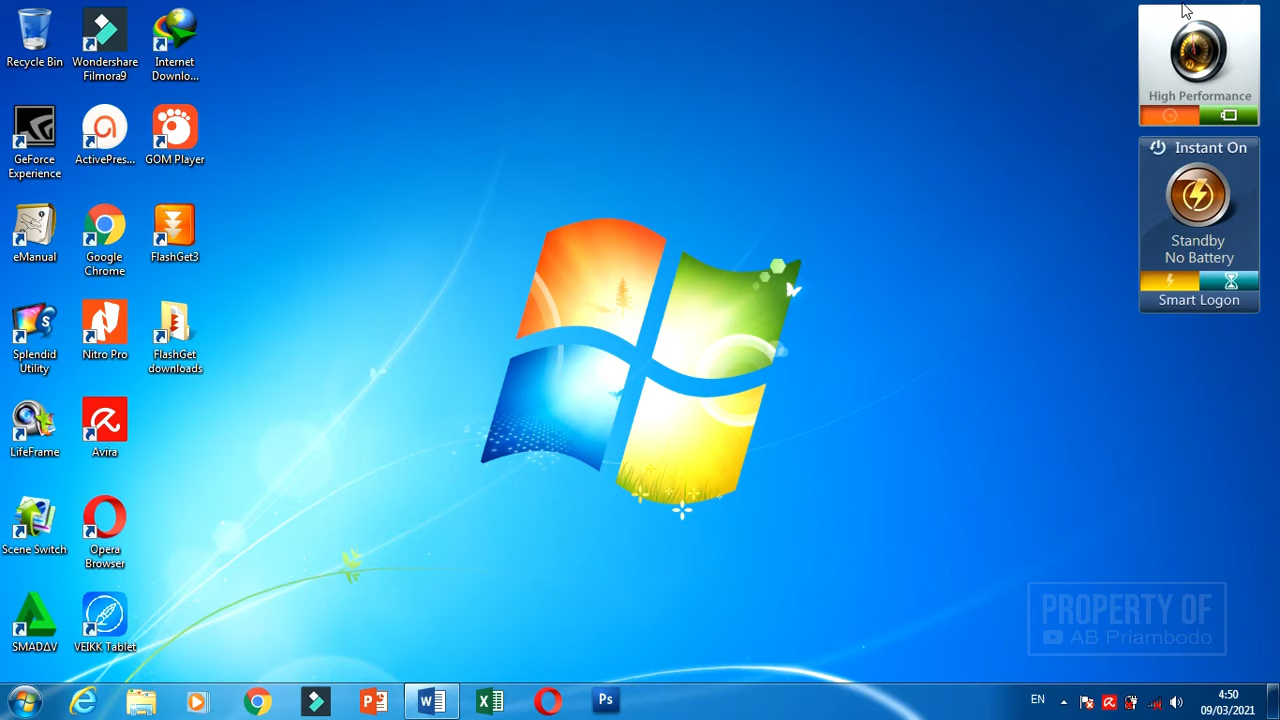 Recycle Bin
Wondershare
Filmora9
Internet
Downlo...
GeForce
Experience
ActivePres...
GOM Player
eManual
Google
Chrome
FlashGet3
Splendid
Utility
Nitro Pro
FlashGet
downloads
LifeFrame
Avira
Scene Switch
Opera
Browser
SMADΔV
VEIKK Tablet
High Performance
Instant On
Standby
No Battery
Smart Logon
PROPERTY OF
AB Priambodo
EN
4:50
09/03/2021
Ps